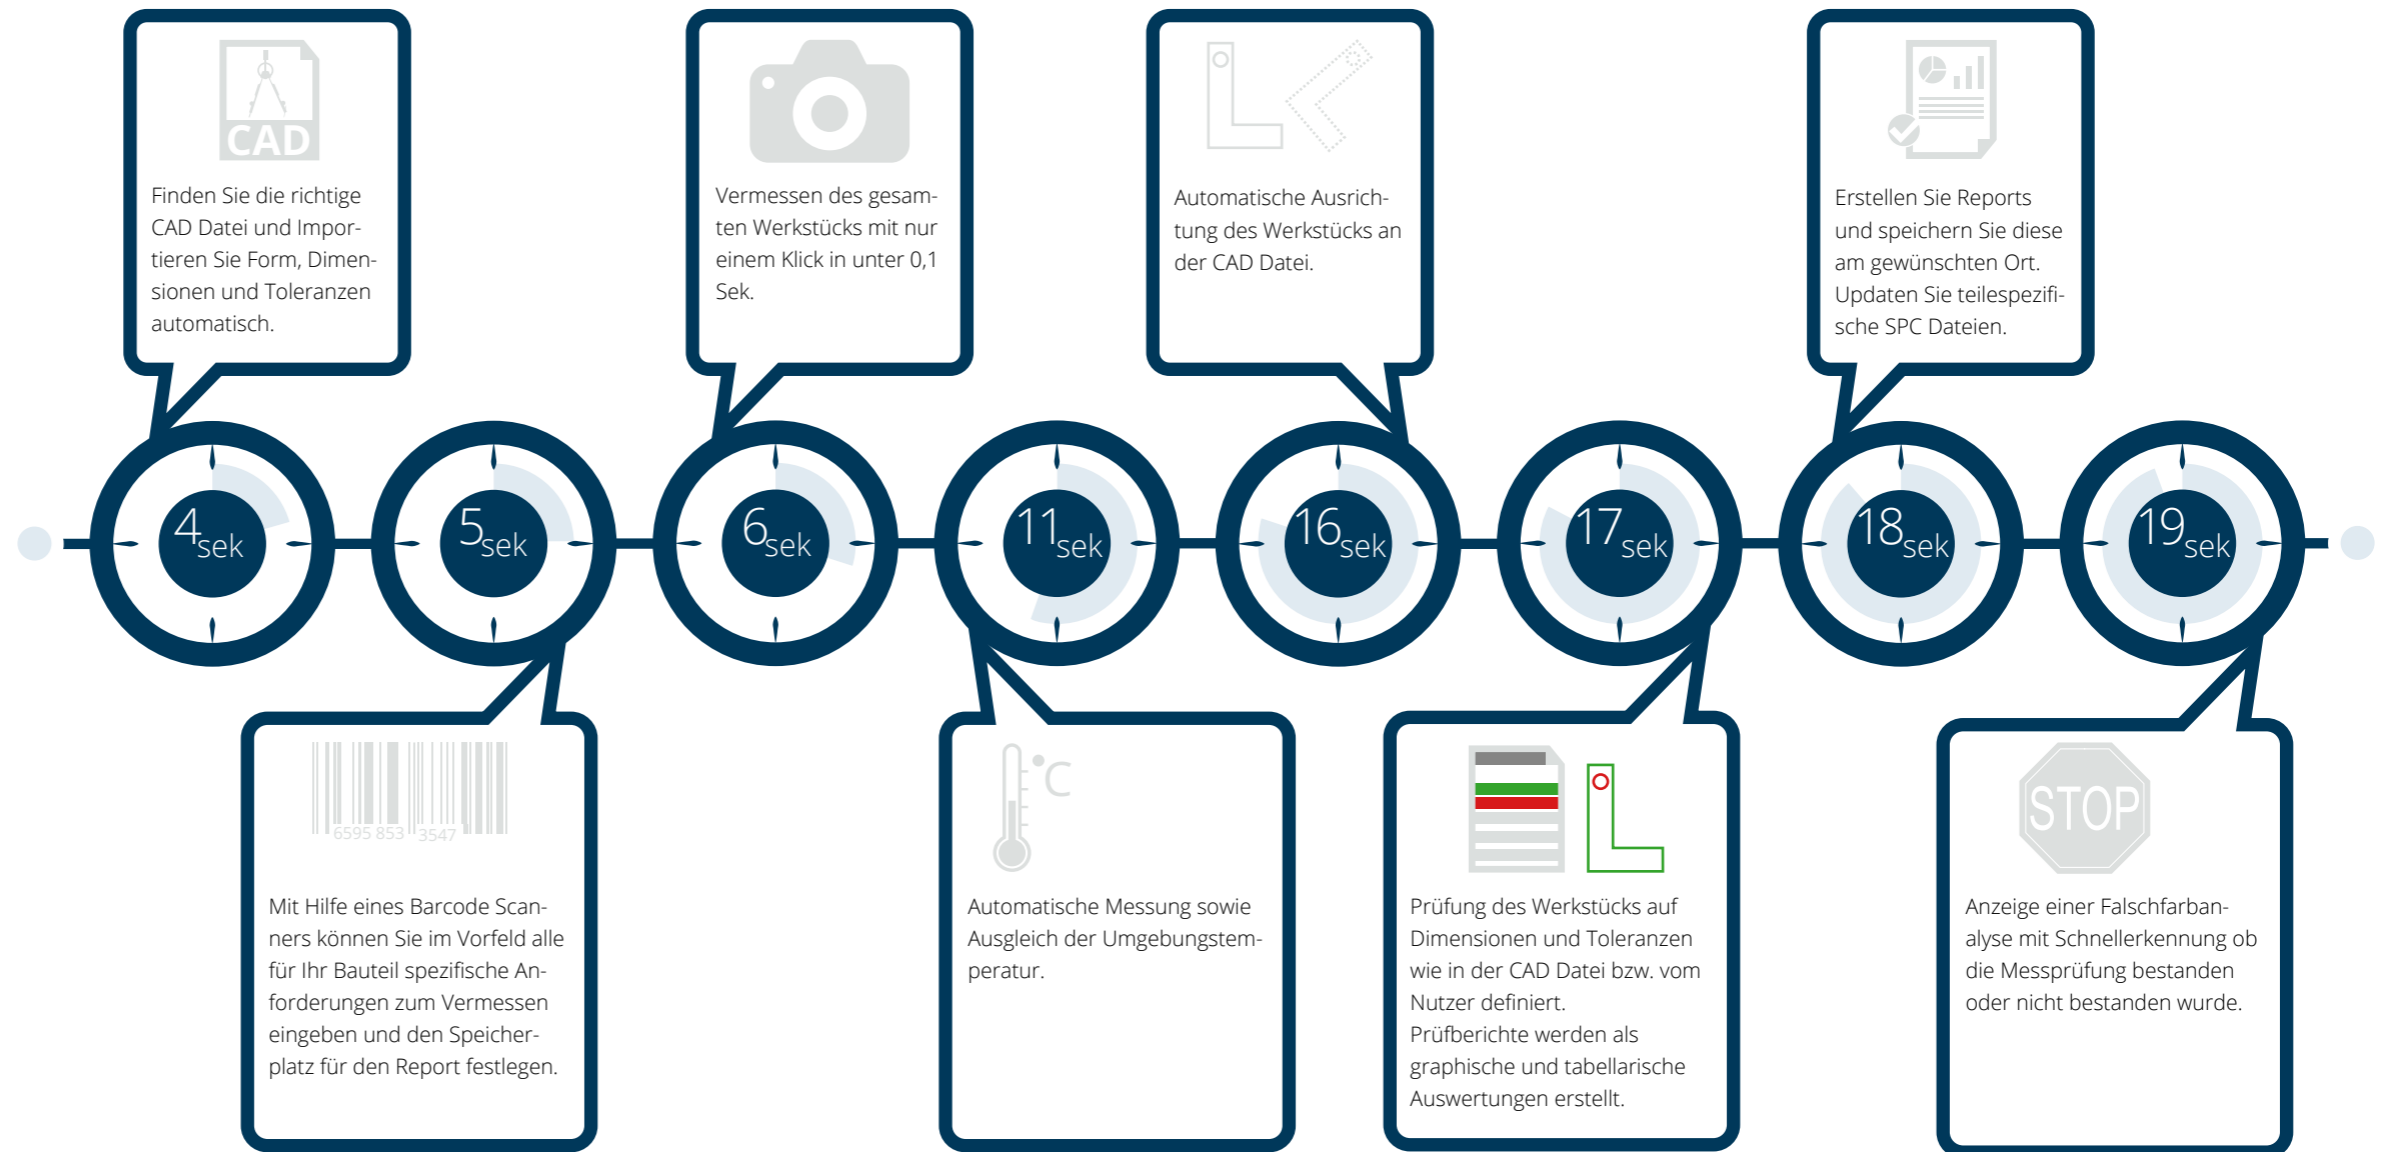 CAD
Finden Sie die richtige
CAD Datei und Impor-
tieren Sie Form, Dimen-
sionen und Toleranzen
automatisch.
Vermessen des gesam-
ten Werkstücks mit nur
einem Klick in unter 0,1
Sek.
Automatische Ausrich-
tung des Werkstücks an
der CAD Datei.
Erstellen Sie Reports
und speichern Sie diese
am gewünschten Ort.
Updaten Sie teilespezifi-
sche SPC Dateien.
4sek
5sek
6sek
11sek
16sek
17sek
18sek
19sek
6595 853 3547
Mit Hilfe eines Barcode Scan-
ners können Sie im Vorfeld alle
für Ihr Bauteil spezifische An-
forderungen zum Vermessen
eingeben und den Speicher-
platz für den Report festlegen.
°C
Automatische Messung sowie
Ausgleich der Umgebungstem-
peratur.
Prüfung des Werkstücks auf
Dimensionen und Toleranzen
wie in der CAD Datei bzw. vom
Nutzer definiert.
Prüfberichte werden als
graphische und tabellarische
Auswertungen erstellt.
STOP
Anzeige einer Falschfarban-
alyse mit Schnellerkennung ob
die Messprüfung bestanden
oder nicht bestanden wurde.